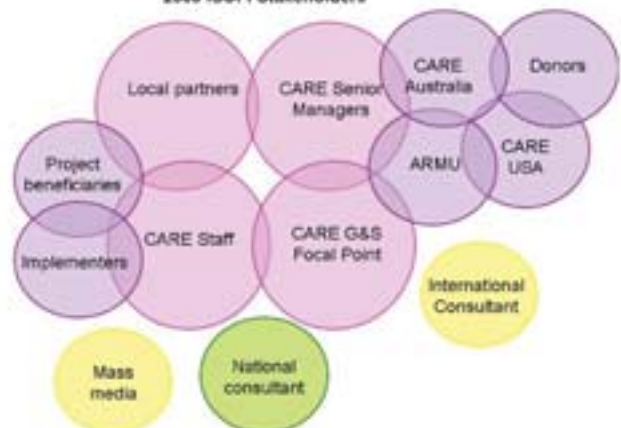 Stakeholders
Local partners
CARE Senior
Managers
CARE
Australia
Donors
ARMU
CARE
USA
Project
beneficiaries
Implementers
CARE Staff
CARE G&S
Focal Point
International
Consultant
Mass
media
National
consultant